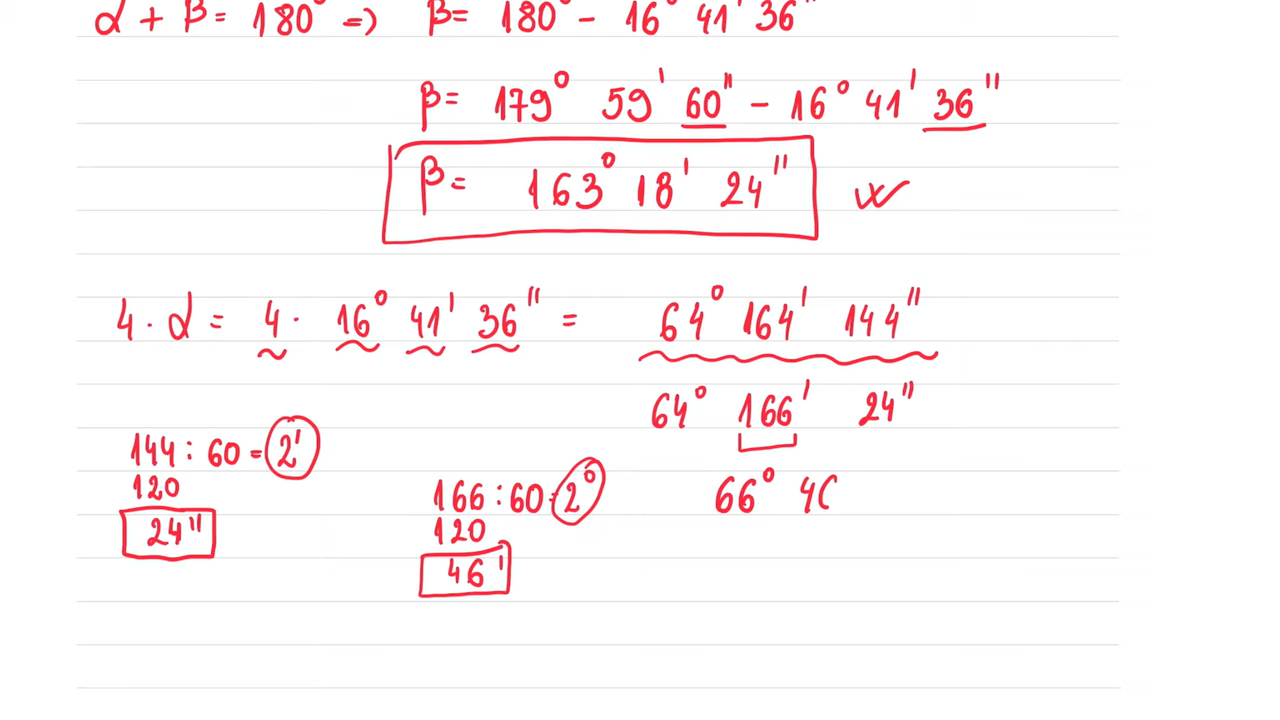 α + β = 180° => β = 180° - 16° 41' 36"
β = 179° 59' 60" - 16° 41' 36"
β = 163° 18' 24"
4 · α = 4 · 16° 41' 36" = 64° 164' 144"
64° 166' 24"
144 : 60 = 2'
120
24"
166 : 60 = 2°
120
46'
66° 4